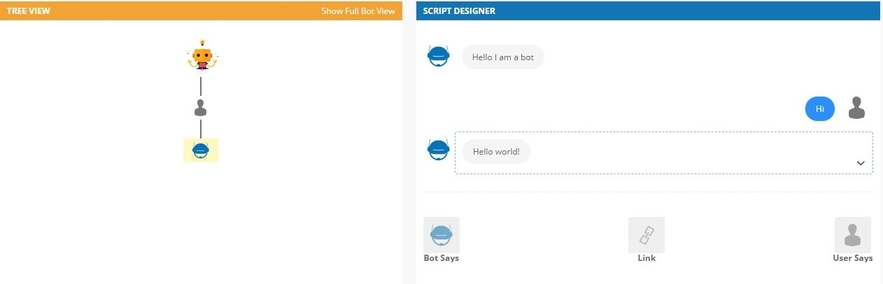 TREE VIEW Show Full Bot View
SCRIPT DESIGNER
Hello I am a bot
Hi
Hello world!
Bot Says Link User Says